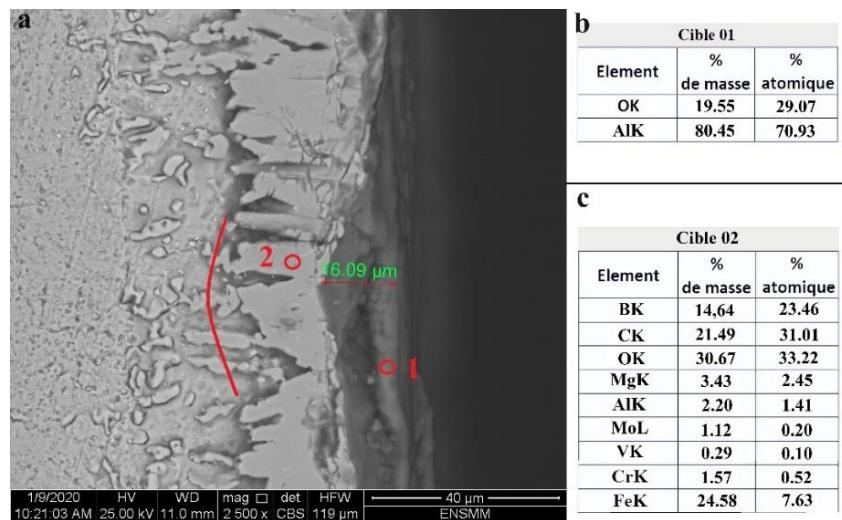 a
2
16.09 µm
1
1/9/2020 HV WD mag □ det HFW 40 µm
10:21:03 AM 25.00 kV 11.0 mm 2 500 x CBS 119 µm ENSMM
b
Cible 01
Element % de masse % atomique
OK 19.55 29.07
AlK 80.45 70.93
c
Cible 02
Element % de masse % atomique
BK 14,64 23.46
CK 21.49 31.01
OK 30.67 33.22
MgK 3.43 2.45
AlK 2.20 1.41
MoL 1.12 0.20
VK 0.29 0.10
CrK 1.57 0.52
FeK 24.58 7.63